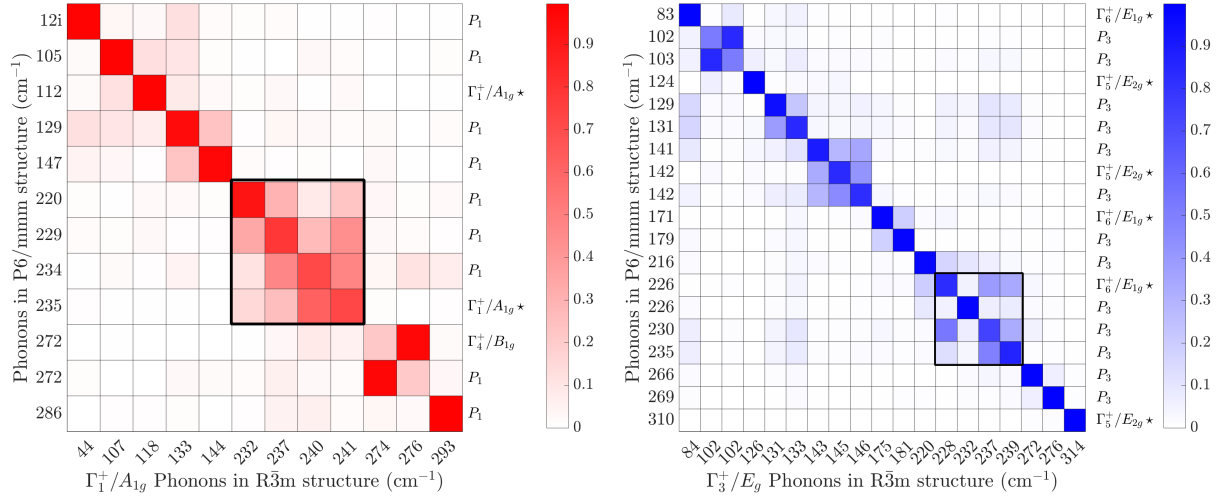 Phonons in P6/mmm structure (cm⁻¹)
12i
105
112
129
147
220
229
234
235
272
272
286
P₁
P₁
Γ₁⁺/A₁g ⋆
P₁
P₁
P₁
P₁
P₁
Γ₁⁺/A₁g ⋆
Γ₄⁺/B₁g
P₁
P₁
44 107 118 133 144 232 237 240 241 274 276 293
Γ₁⁺/A₁g Phonons in R3̄m structure (cm⁻¹)
0.9
0.8
0.7
0.6
0.5
0.4
0.3
0.2
0.1
0
Phonons in P6/mmm structure (cm⁻¹)
83
102
103
124
129
131
141
142
142
171
179
216
226
226
230
235
266
269
310
Γ₆⁺/E₁g ⋆
P₃
P₃
Γ₅⁺/E₂g ⋆
P₃
P₃
P₃
Γ₅⁺/E₂g ⋆
P₃
Γ₆⁺/E₁g ⋆
P₃
P₃
Γ₆⁺/E₁g ⋆
P₃
P₃
P₃
P₃
P₃
Γ₅⁺/E₂g ⋆
84 102 102 126 131 133 143 145 146 175 181 220 228 232 237 239 272 276 314
Γ₃⁺/E_g Phonons in R3̄m structure (cm⁻¹)
0.9
0.8
0.7
0.6
0.5
0.4
0.3
0.2
0.1
0